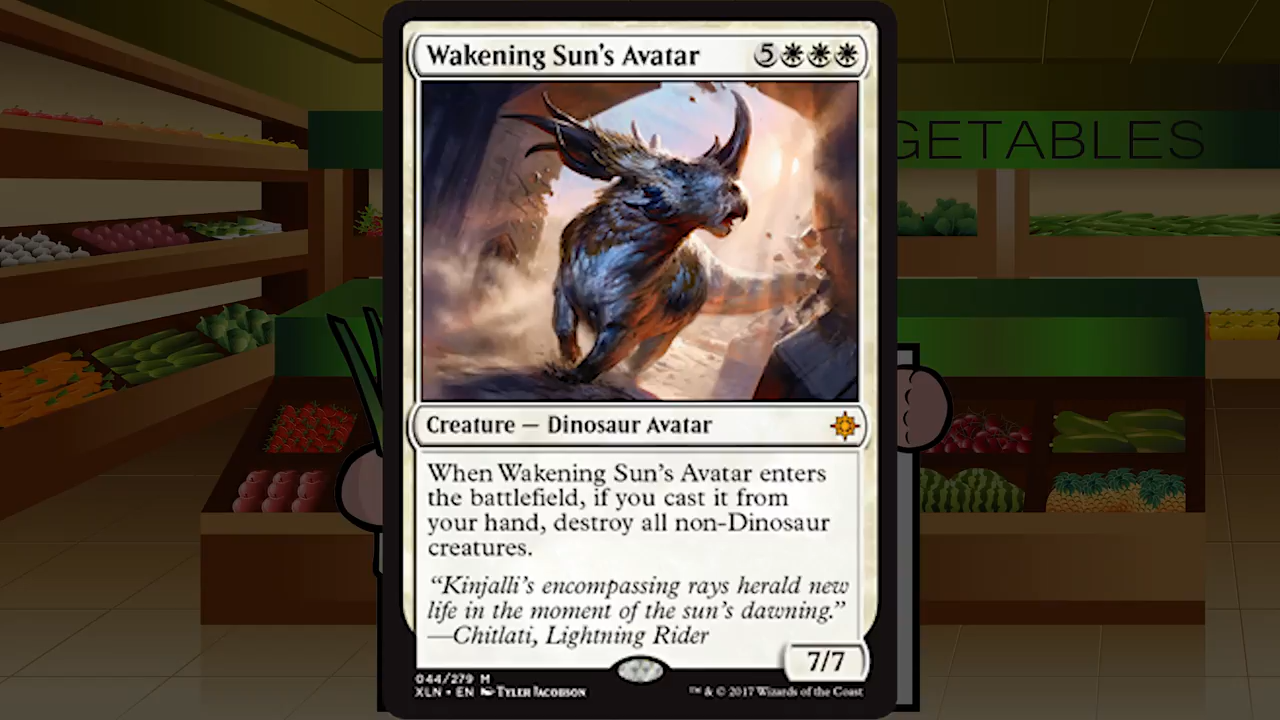 Wakening Sun's Avatar 5
GETABLES
Creature — Dinosaur Avatar
When Wakening Sun's Avatar enters
the battlefield, if you cast it from
your hand, destroy all non-Dinosaur
creatures.
"Kinjalli's encompassing rays herald new
life in the moment of the sun's dawning."
—Chitlati, Lightning Rider
7/7
044/279 M
XLN • EN Tyler Jacobson
™ & © 2017 Wizards of the Coast